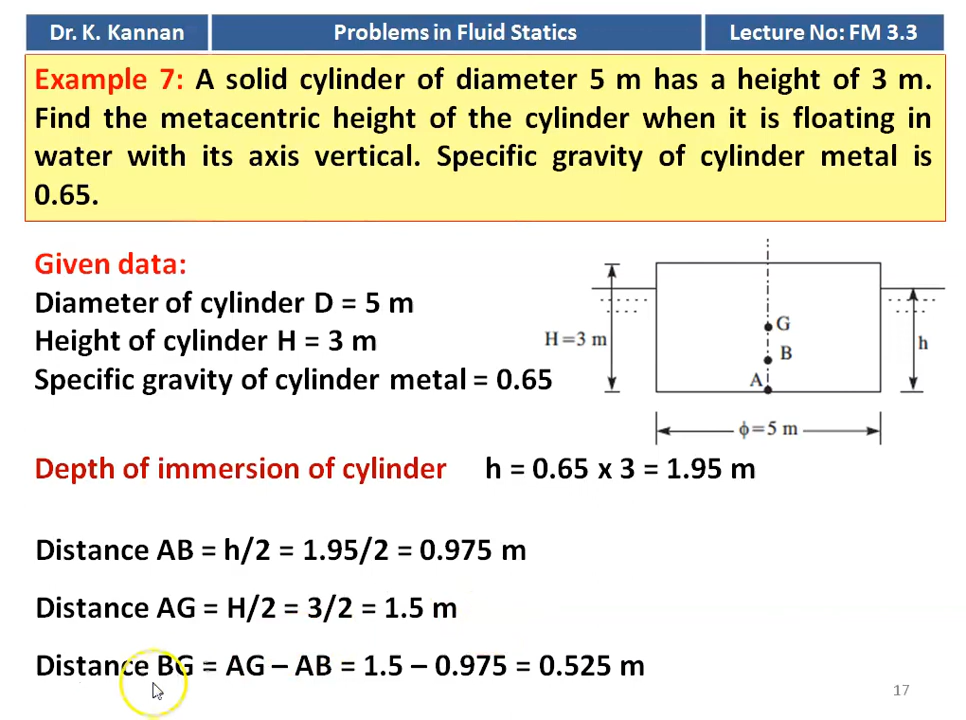 Dr. K. Kannan
Problems in Fluid Statics
Lecture No: FM 3.3
Example 7: A solid cylinder of diameter 5 m has a height of 3 m.
Find the metacentric height of the cylinder when it is floating in
water with its axis vertical. Specific gravity of cylinder metal is
0.65.
Given data:
Diameter of cylinder D = 5 m
Height of cylinder H = 3 m
Specific gravity of cylinder metal = 0.65
H=3 m
G
B
A
h
ϕ=5 m
Depth of immersion of cylinder h = 0.65 x 3 = 1.95 m
Distance AB = h/2 = 1.95/2 = 0.975 m
Distance AG = H/2 = 3/2 = 1.5 m
Distance BG = AG – AB = 1.5 – 0.975 = 0.525 m
17